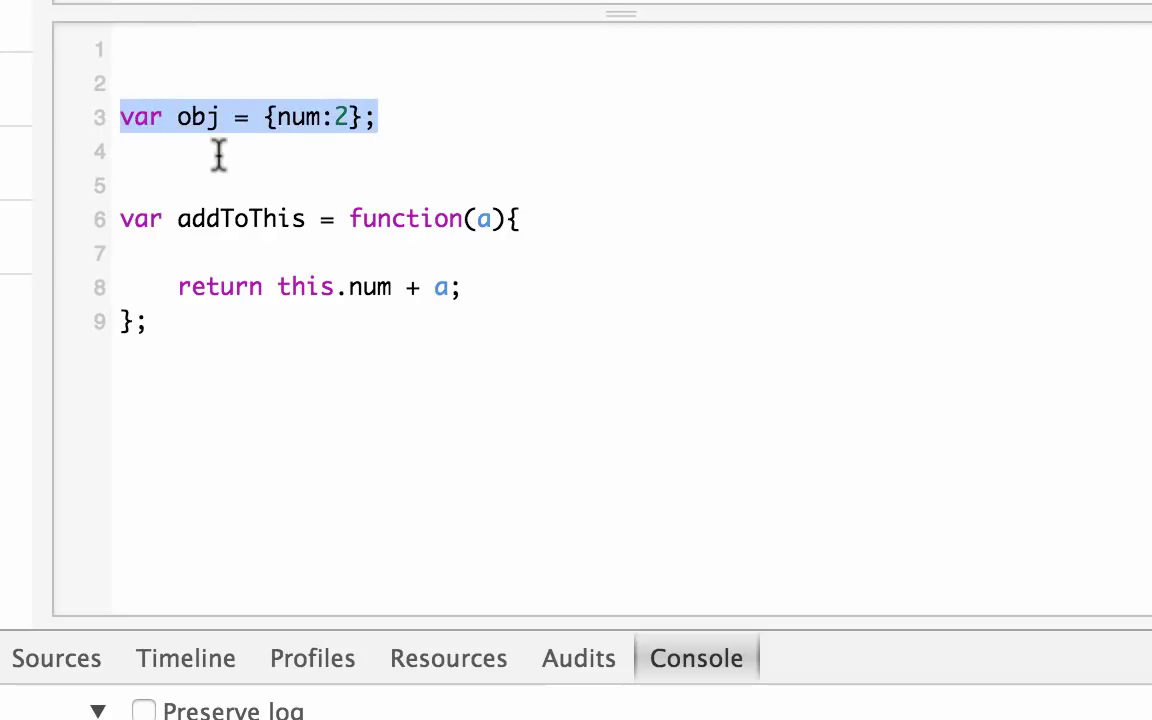 1
2
3 var obj = {num:2};
4
5
6 var addToThis = function(a){
7
8 return this.num + a;
9 };
Sources Timeline Profiles Resources Audits Console
▼ Preserve log